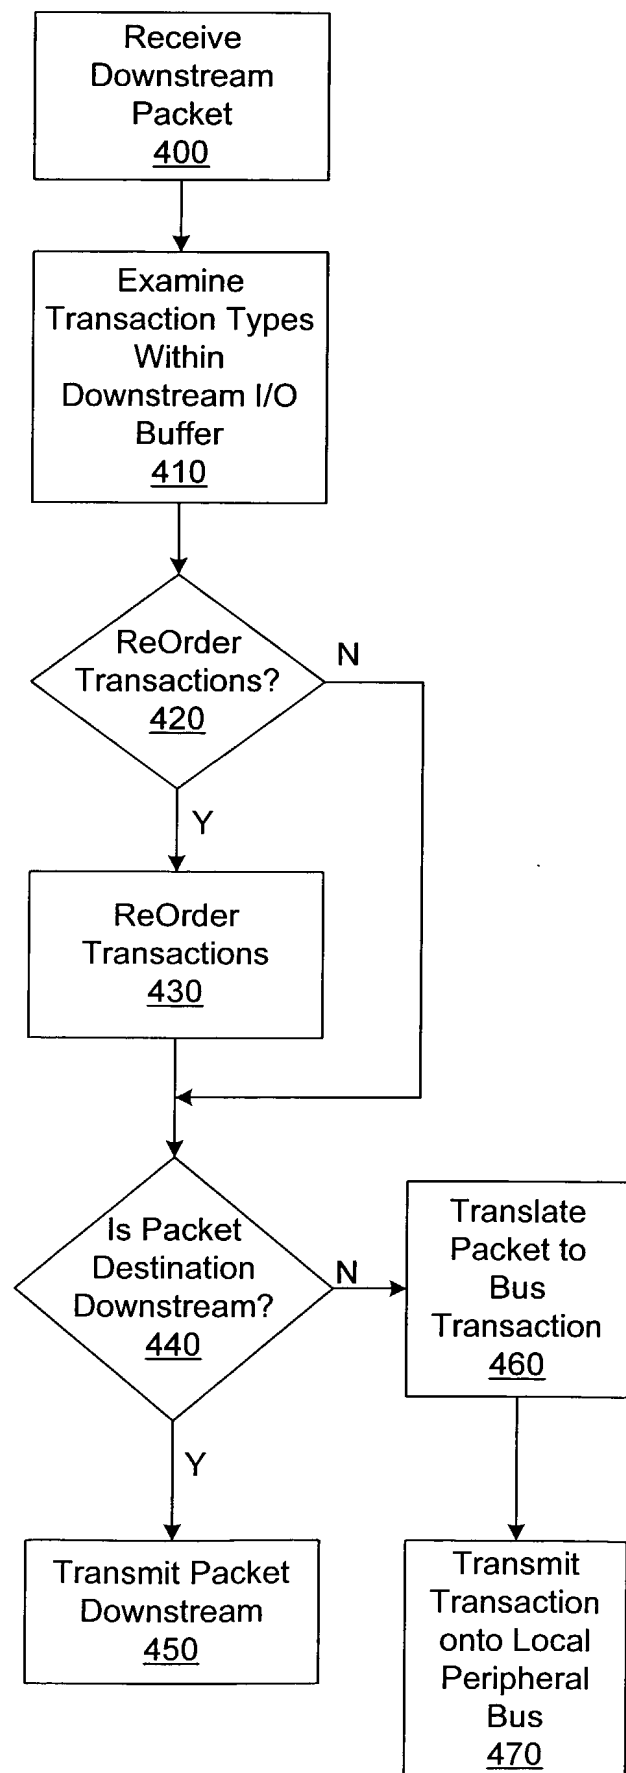 Receive
Downstream
Packet
400
Examine
Transaction Types
Within
Downstream I/O
Buffer
410
ReOrder
Transactions?
420
N
Y
ReOrder
Transactions
430
Is Packet
Destination
Downstream?
440
N
Y
Translate
Packet to
Bus
Transaction
460
Transmit Packet
Downstream
450
Transmit
Transaction
onto Local
Peripheral
Bus
470